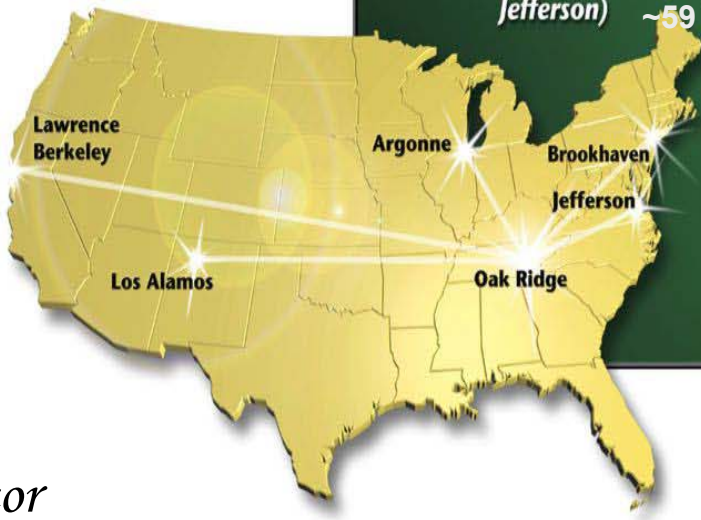 Jefferson)
~59
Lawrence
Berkeley
Argonne
Brookhaven
Jefferson
Los Alamos
Oak Ridge